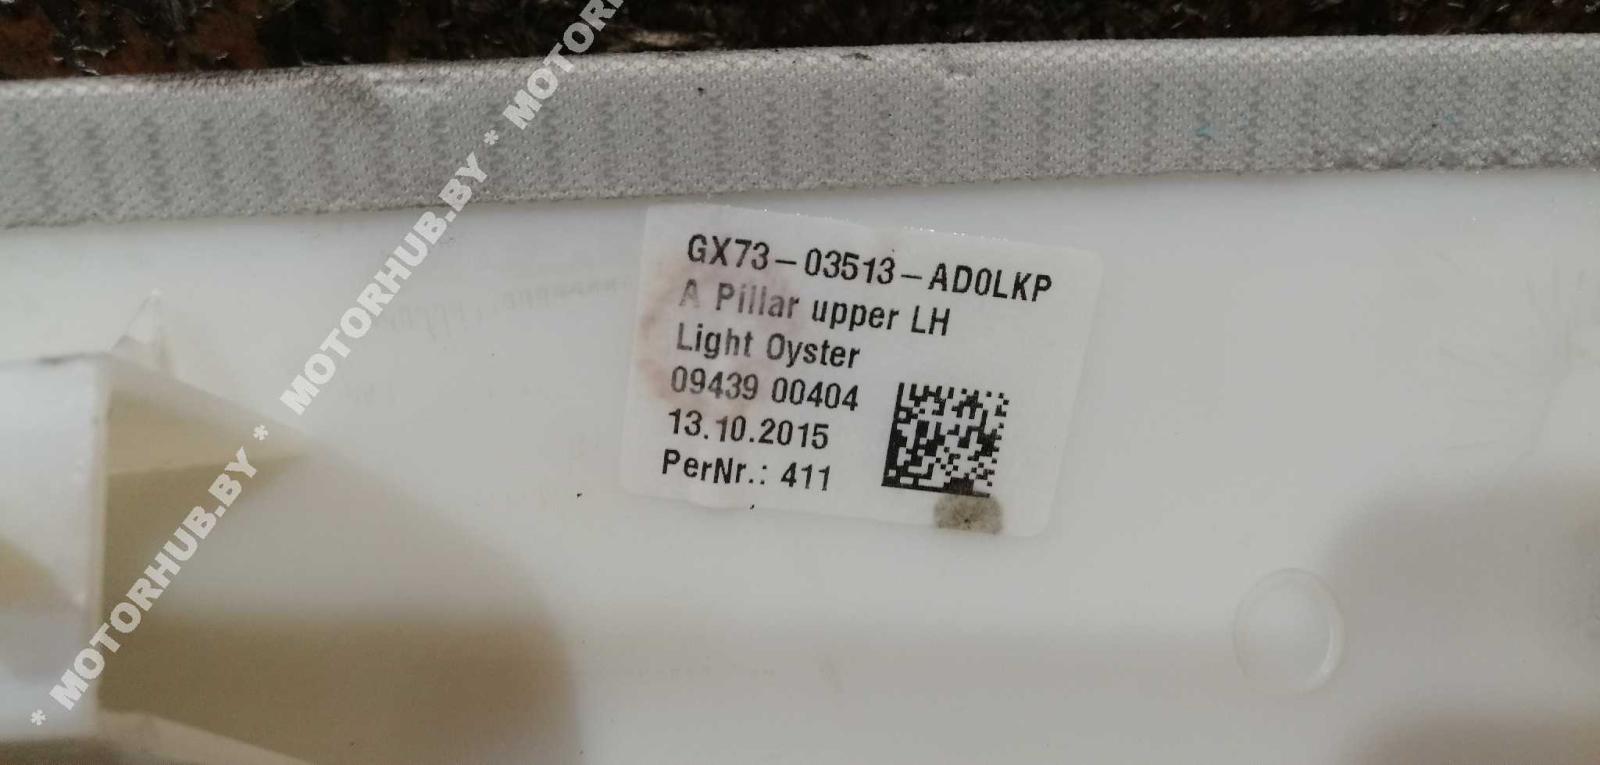 GX73-03513-AD0LKP
A Pillar upper LH
Light Oyster
09439 00404
13.10.2015
PerNr.: 411
* MOTORHUB.BY * MOTORHUB.BY * MOTORH